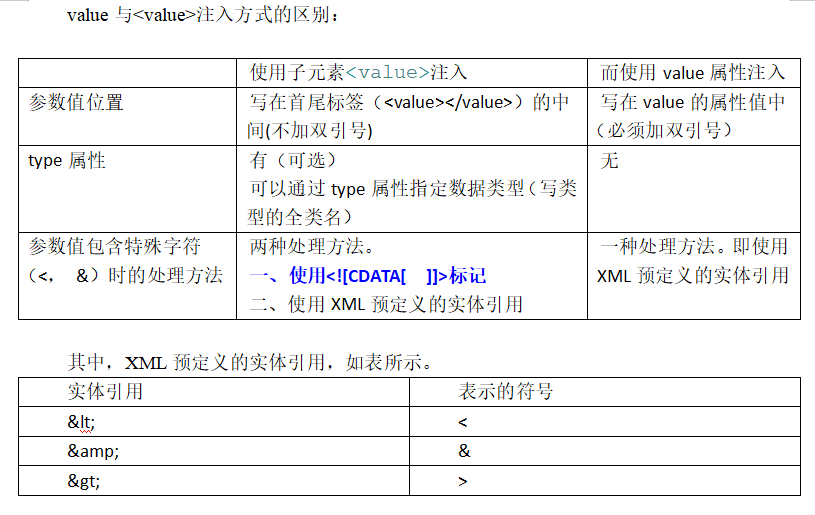 value 与<value>注入方式的区别：
使用子元素<value>注入
而使用 value 属性注入
参数值位置
写在首尾标签（<value></value>）的中
间(不加双引号)
写在 value 的属性值中
（必须加双引号）
type 属性
有（可选）
可以通过 type 属性指定数据类型（写类
型的全类名）
无
参数值包含特殊字符
（<， &）时的处理方法
两种处理方法。
一、使用<![CDATA[ ]]>标记
二、使用 XML 预定义的实体引用
一种处理方法。即使用
XML 预定义的实体引用
其中，XML 预定义的实体引用，如表所示。
实体引用 表示的符号
&lt; <
&amp; &
&gt; >